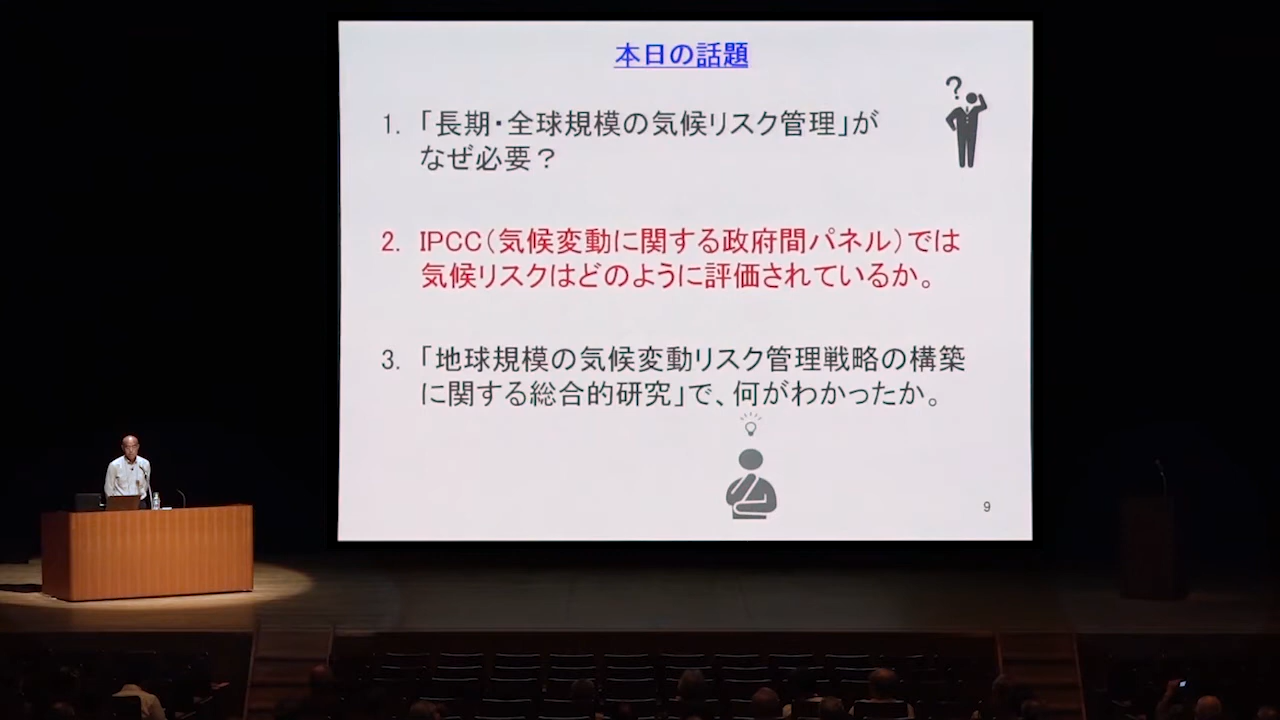 本日の話題
1. 「長期・全球規模の気候リスク管理」が
なぜ必要?
2. IPCC(気候変動に関する政府間パネル)では
気候リスクはどのように評価されているか。
3. 「地球規模の気候変動リスク管理戦略の構築
に関する総合的研究」で、何がわかったか。
9